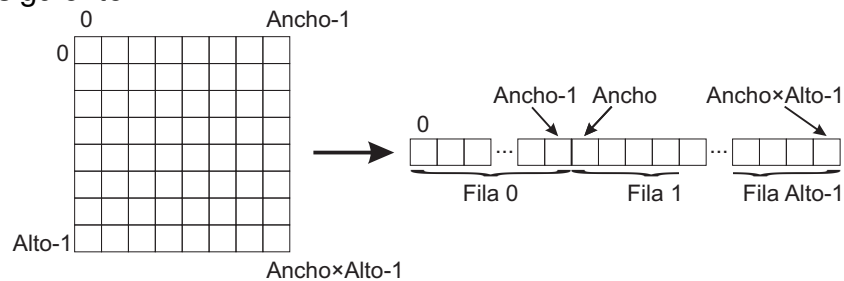 0 Ancho-1
0
Alto-1
Ancho×Alto-1
Ancho-1 Ancho Ancho×Alto-1
0
... ...
Fila 0 Fila 1 Fila Alto-1